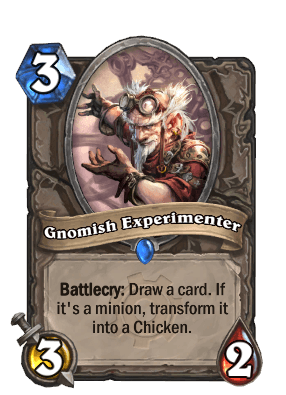 3
Gnomish Experimenter
Battlecry: Draw a card. If
it's a minion, transform it
into a Chicken.
3
2